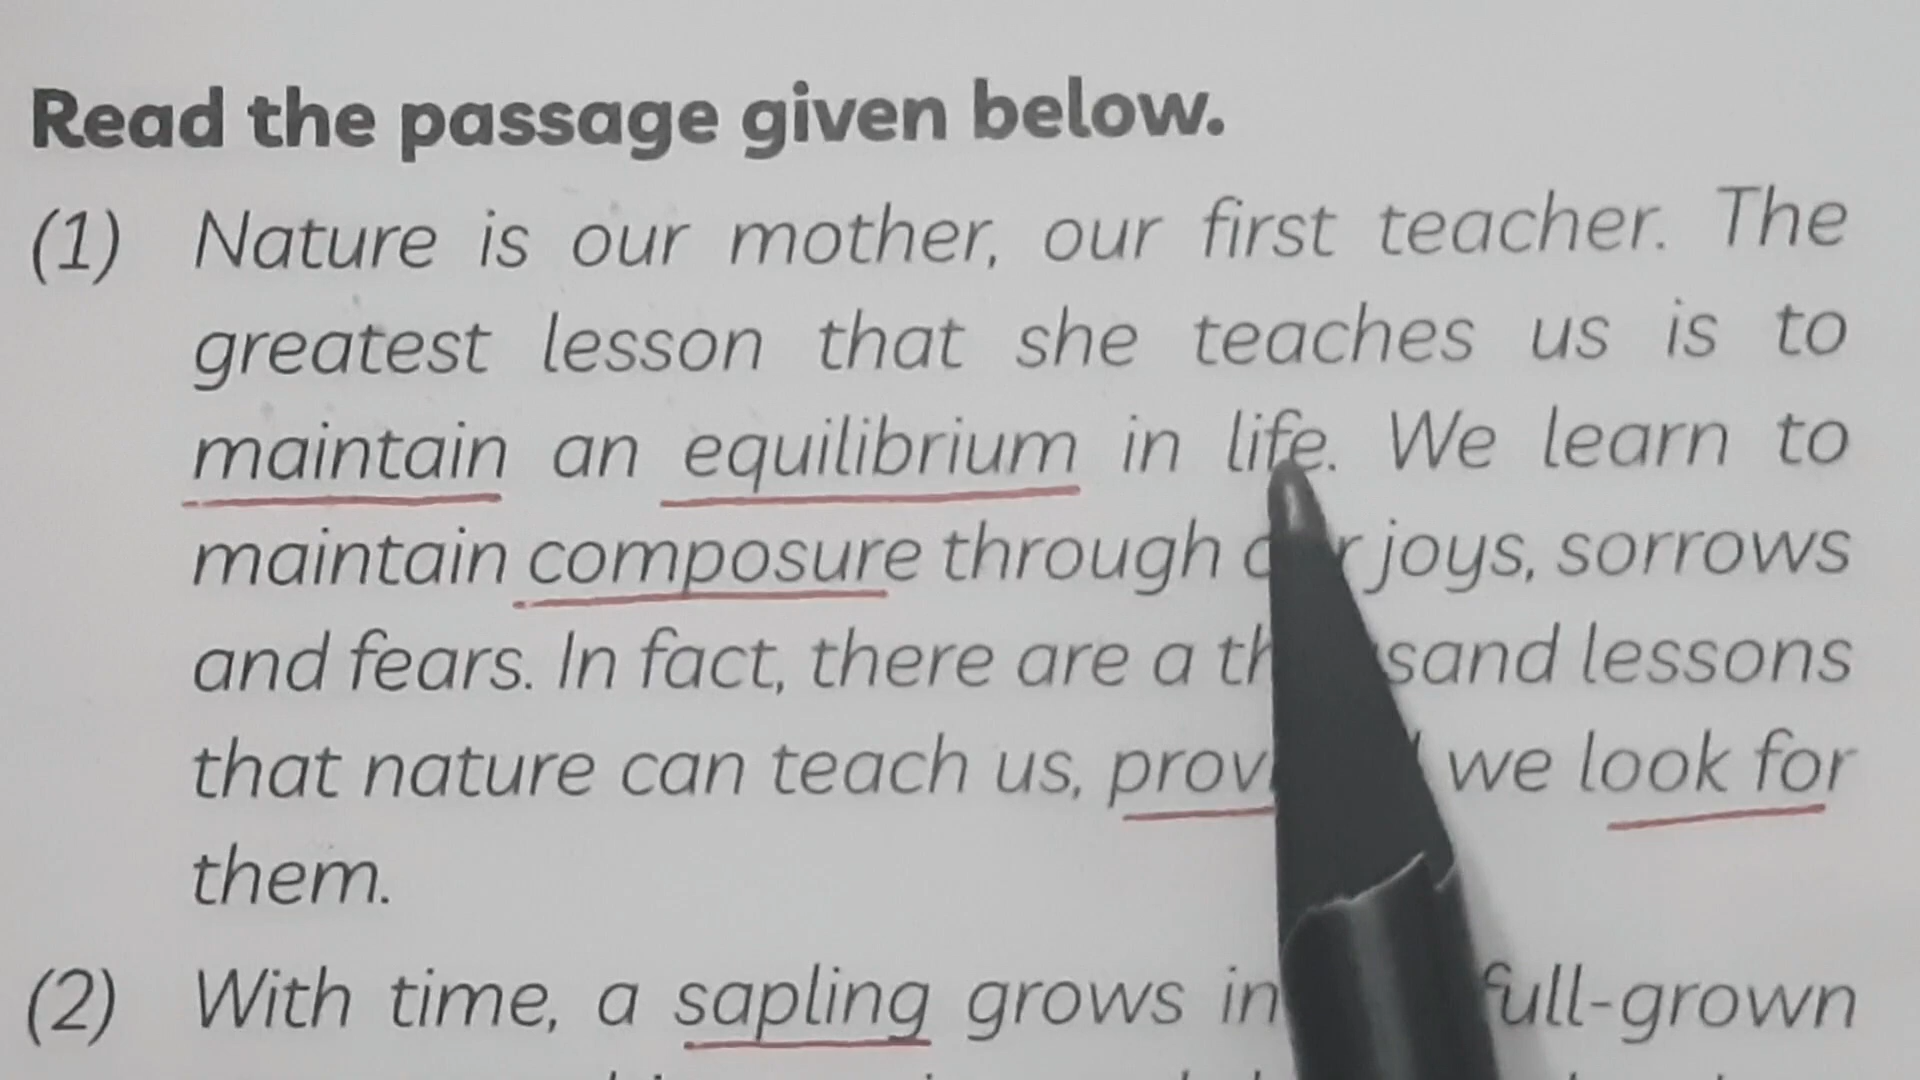 Read the passage given below.
(1) Nature is our mother, our first teacher. The
greatest lesson that she teaches us is to
maintain an equilibrium in life. We learn to
maintain composure through joys, sorrows
and fears. In fact, there are a lessons
that nature can teach us, we look for
them.
(2) With time, a sapling grows full-grown